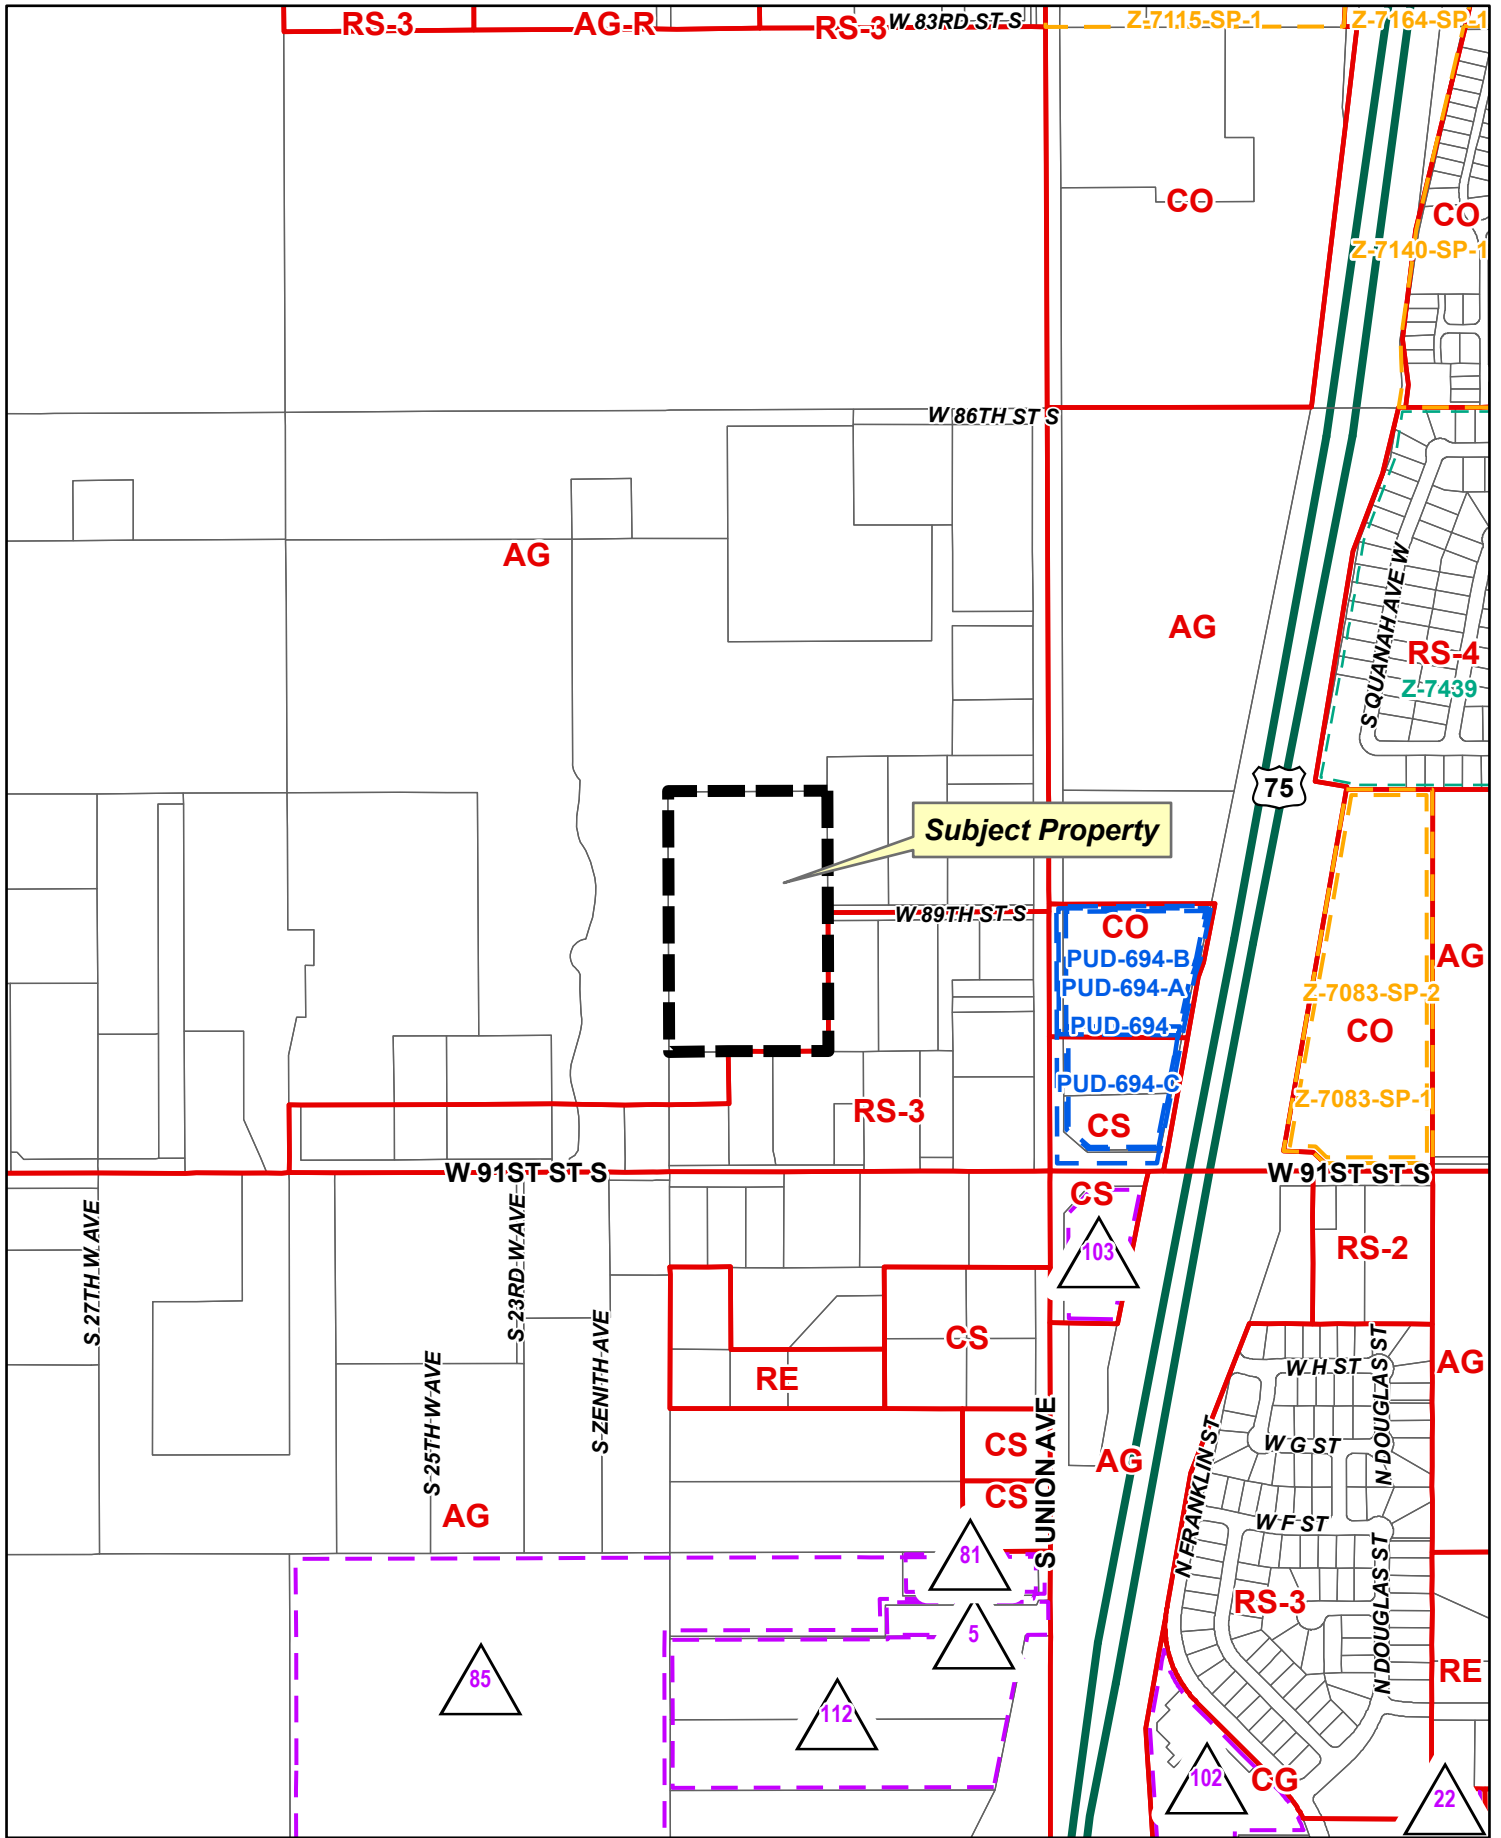 RS-3
AG-R
RS-3
W 83RD ST S
Z-7115-SP-1
Z-7164-SP-1
CO
CO
Z-7140-SP-1
W 86TH ST S
AG
AG
S QUANAH AVE W
RS-4
Z-7439
75
Subject Property
W 89TH ST S
CO
PUD-694-B
PUD-694-A
PUD-694
AG
Z-7083-SP-2
CO
PUD-694-C
Z-7083-SP-1
RS-3
CS
W 91ST ST S
W 91ST ST S
CS
103
RS-2
S 27TH W AVE
S 23RD W AVE
S 25TH W AVE
S ZENITH AVE
CS
RE
W H ST
N DOUGLAS ST
AG
CS
S UNION AVE
AG
W G ST
N FRANKLIN ST
CS
AG
W F ST
81
N DOUGLAS ST
RS-3
5
85
RE
112
102
CG
22